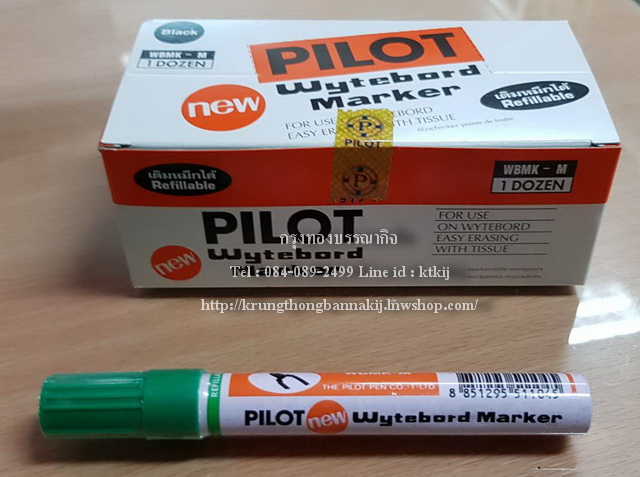 Black
WBMK - M
1 DOZEN
PILOT
new
Wytebord
Marker
FOR USE
EASY
WITH TISSUE
เติมหมึกได้
Refillable
P
PILOT
P
เติมหมึกได้
Refillable
WBMK - M
1 DOZEN
PILOT
new
Wytebord
FOR USE
ON WYTEBORD
EASY ERASING
WITH TISSUE
กรุงทองบรรณกิจ
Tel : 084-089-2499 Line id : ktkij
http://krungthongbannakij.lnwshop.com/
WBMK - M
THE PILOT PEN CO., LTD
8 851295 511045
PILOT new Wytebord Marker